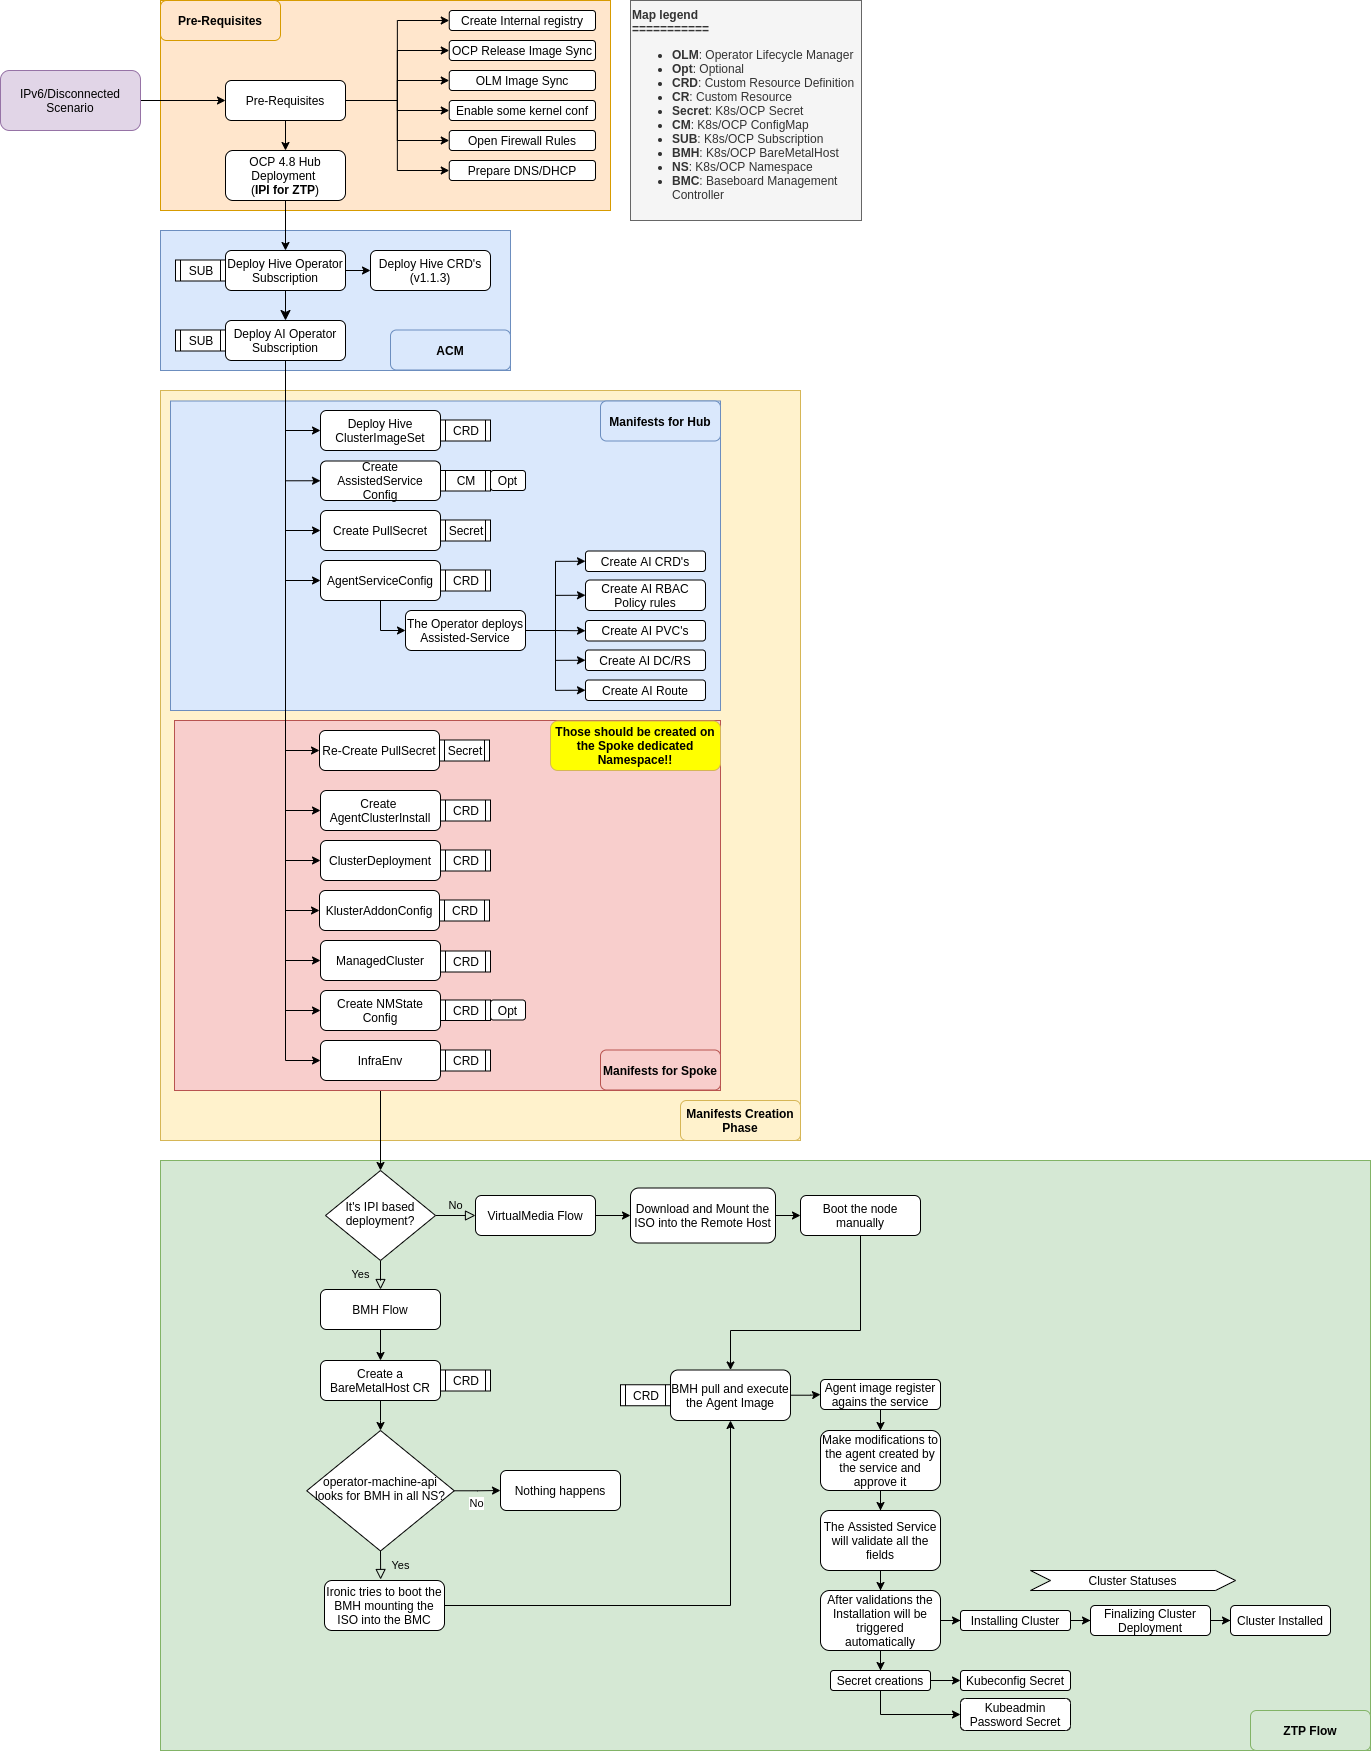 Pre-Requisites
Create Internal registry
OCP Release Image Sync
OLM Image Sync
Enable some kernel conf
Open Firewall Rules
Prepare DNS/DHCP
IPv6/Disconnected
Scenario
Pre-Requisites
OCP 4.8 Hub
Deployment
(IPI for ZTP)
Map legend
===========
OLM: Operator Lifecycle Manager
Opt: Optional
CRD: Custom Resource Definition
CR: Custom Resource
Secret: K8s/OCP Secret
CM: K8s/OCP ConfigMap
SUB: K8s/OCP Subscription
BMH: K8s/OCP BareMetalHost
NS: K8s/OCP Namespace
BMC: Baseboard Management
Controller
SUB
Deploy Hive Operator
Subscription
Deploy Hive CRD's
(v1.1.3)
SUB
Deploy AI Operator
Subscription
ACM
Manifests for Hub
Deploy Hive
ClusterImageSet
CRD
Create
AssistedService
Config
CM
Opt
Create PullSecret
Secret
AgentServiceConfig
CRD
The Operator deploys
Assisted-Service
Create AI CRD's
Create AI RBAC
Policy rules
Create AI PVC's
Create AI DC/RS
Create AI Route
Those should be created on
the Spoke dedicated
Namespace!!
Re-Create PullSecret
Secret
Create
AgentClusterInstall
CRD
ClusterDeployment
CRD
KlusterAddonConfig
CRD
ManagedCluster
CRD
Create NMState
Config
CRD
Opt
InfraEnv
CRD
Manifests for Spoke
Manifests Creation
Phase
It's IPI based
deployment?
No
VirtualMedia Flow
Download and Mount the
ISO into the Remote Host
Boot the node
manually
Yes
BMH Flow
Create a
BareMetalHost CR
CRD
operator-machine-api
looks for BMH in all NS?
No
Nothing happens
Yes
Ironic tries to boot the
BMH mounting the
ISO into the BMC
CRD
BMH pull and execute
the Agent Image
Agent image register
agains the service
Make modifications to
the agent created by
the service and
approve it
The Assisted Service
will validate all the
fields
After validations the
Installation will be
triggered
automatically
Cluster Statuses
Installing Cluster
Finalizing Cluster
Deployment
Cluster Installed
Secret creations
Kubeconfig Secret
Kubeadmin
Password Secret
ZTP Flow